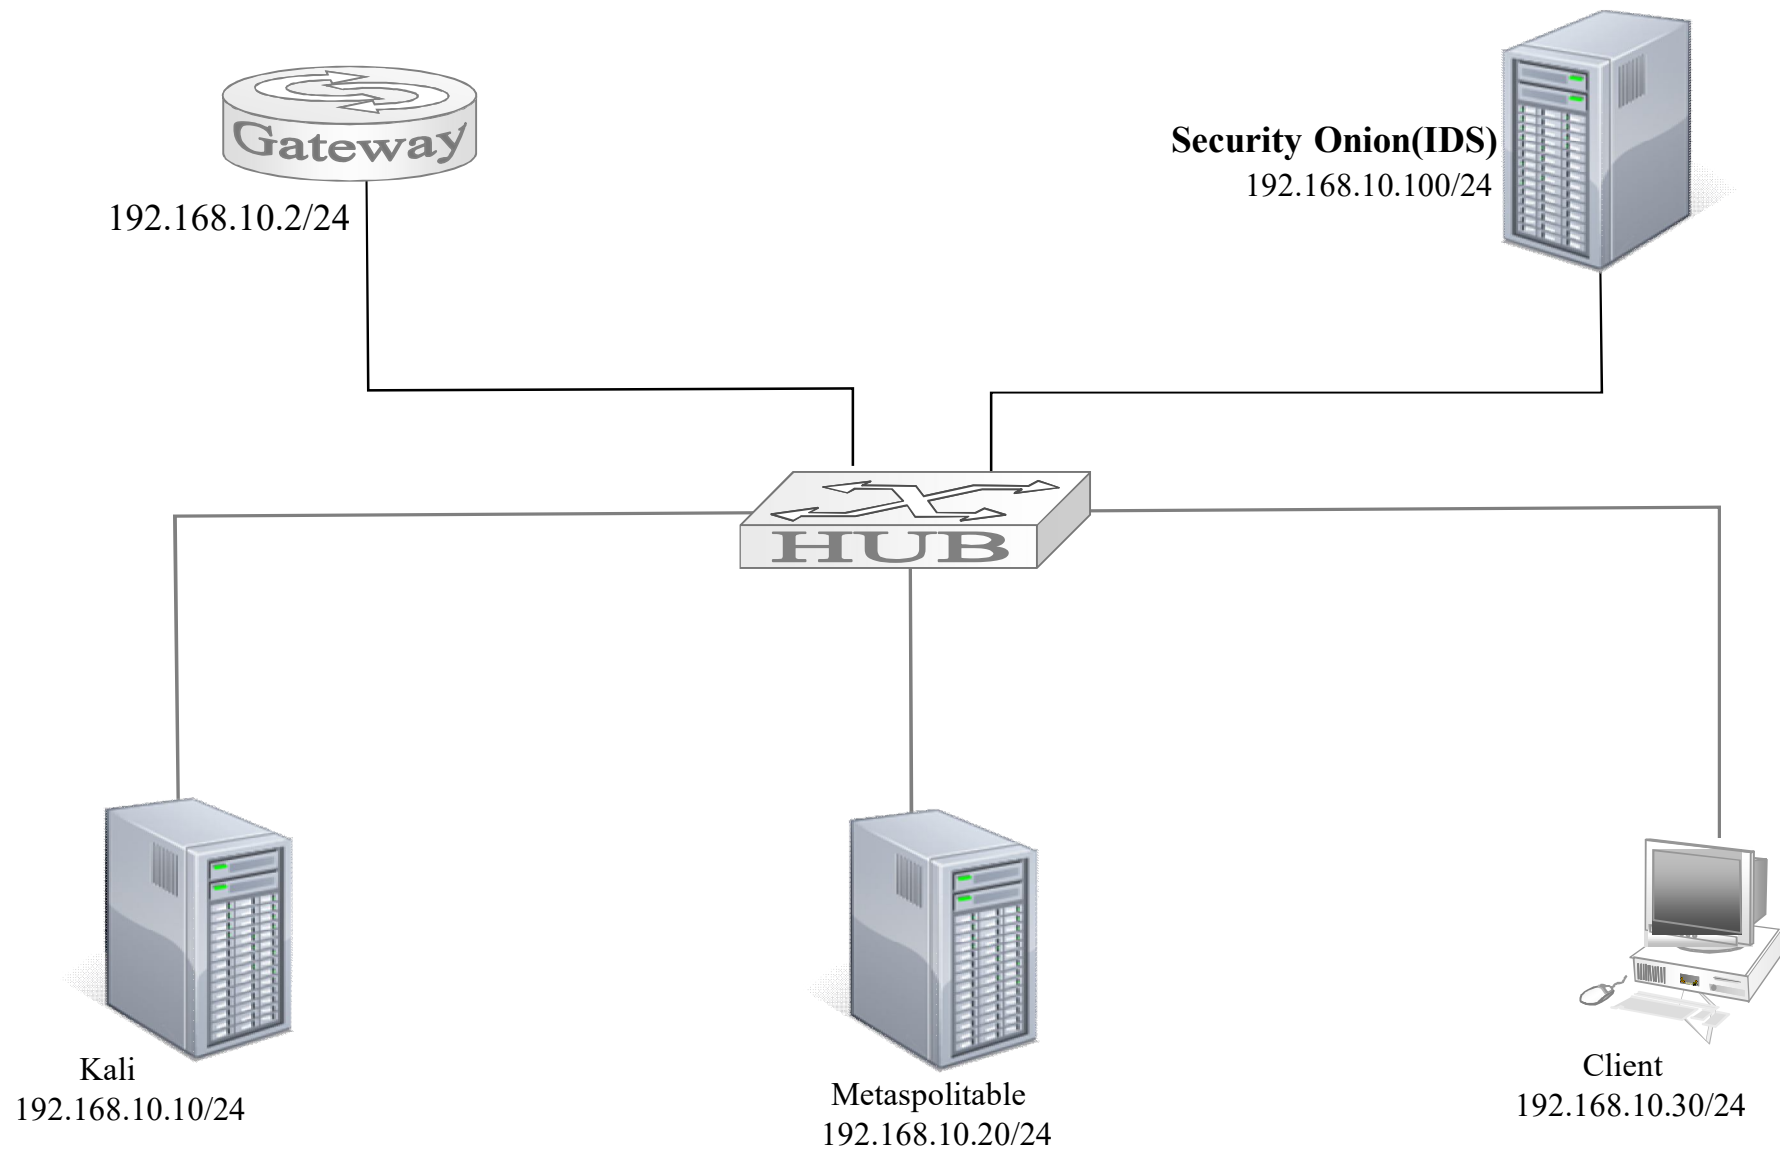 Gateway
192.168.10.2/24
Security Onion(IDS)
192.168.10.100/24
HUB
Kali
192.168.10.10/24
Metaspolitable
192.168.10.20/24
Client
192.168.10.30/24